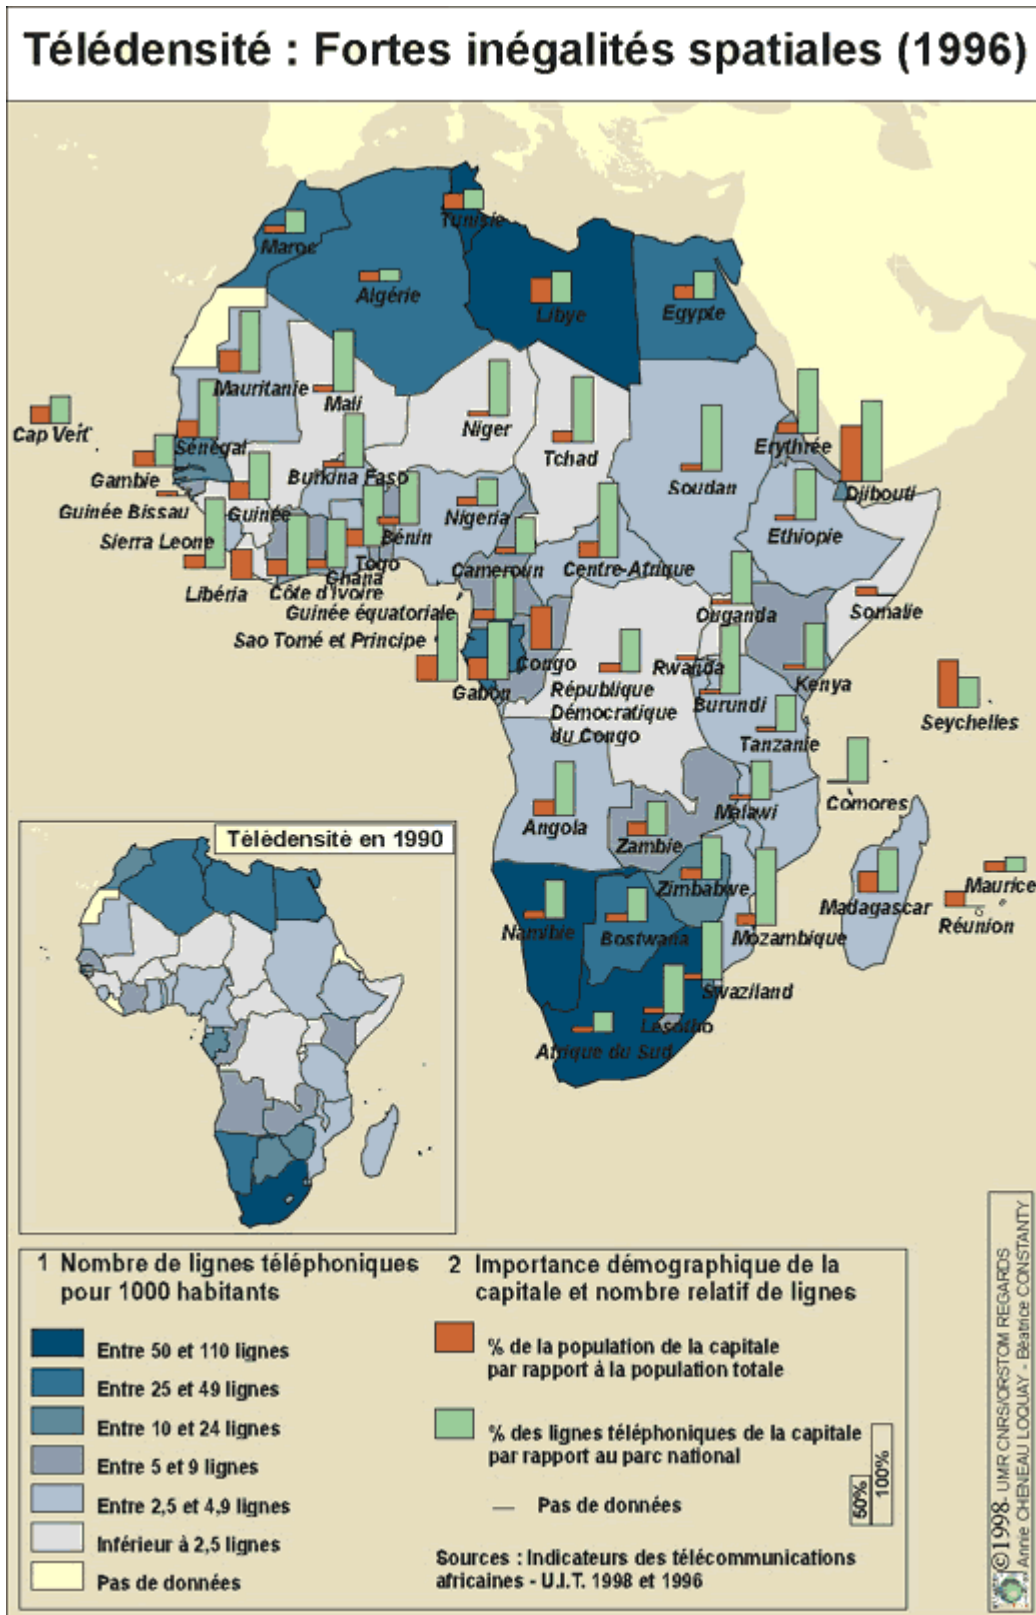 Télédensité : Fortes inégalités spatiales (1996)
Tunisie
Maroc
Algérie
Libye
Egypte
Mauritanie
Mali
Niger
Tchad
Soudan
Erythrée
Djibouti
Cap Vert
Sénégal
Gambie
Burkina Faso
Guinée Bissau
Guinée
Nigeria
Bénin
Ethiopie
Sierra Leone
Togo
Cameroun
Centre-Afrique
Libéria
Côte d'Ivoire
Ghana
Ouganda
Somalie
Guinée équatoriale
Sao Tomé et Principe
Congo
Gabon
Rwanda
Kenya
République
Démocratique
du Congo
Burundi
Seychelles
Tanzanie
Comores
Malawi
Angola
Zambie
Zimbabwe
Madagascar
Maurice
Réunion
Namibie
Bostwana
Mozambique
Swaziland
Lésotho
Afrique du Sud
Télédensité en 1990
1 Nombre de lignes téléphoniques
pour 1000 habitants
Entre 50 et 110 lignes
Entre 25 et 49 lignes
Entre 10 et 24 lignes
Entre 5 et 9 lignes
Entre 2,5 et 4,9 lignes
Inférieur à 2,5 lignes
Pas de données
2 Importance démographique de la
capitale et nombre relatif de lignes
% de la population de la capitale
par rapport à la population totale
% des lignes téléphoniques de la capitale
par rapport au parc national
Pas de données
50%
100%
Sources : Indicateurs des télécommunications
africaines - U.I.T. 1998 et 1996
©1998- UMR CNRS/ORSTOM REGARDS
Annie CHENEAU LOQUAY - Béatrice CONSTANTY